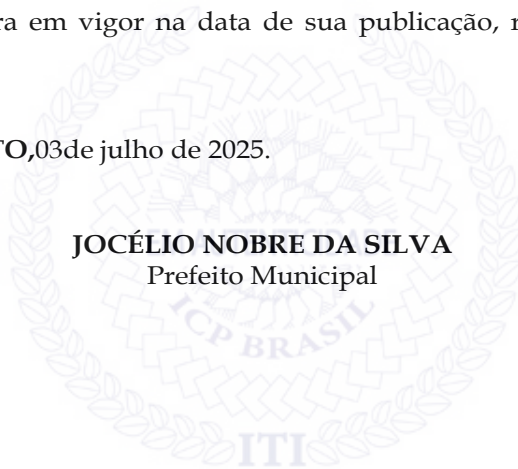 ra em vigor na data de sua publicação, r
TO,03de julho de 2025.
JOCÉLIO NOBRE DA SILVA
Prefeito Municipal
ICP BRASIL
ITI